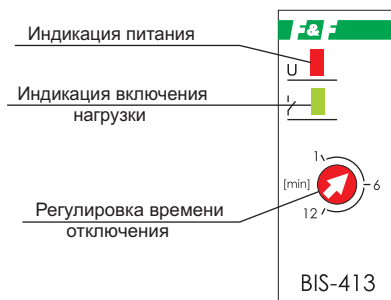 Индикация питания
Индикация включения
нагрузки
Регулировка времени
отключения
F&F
U
1
[min]
6
12
BIS-413